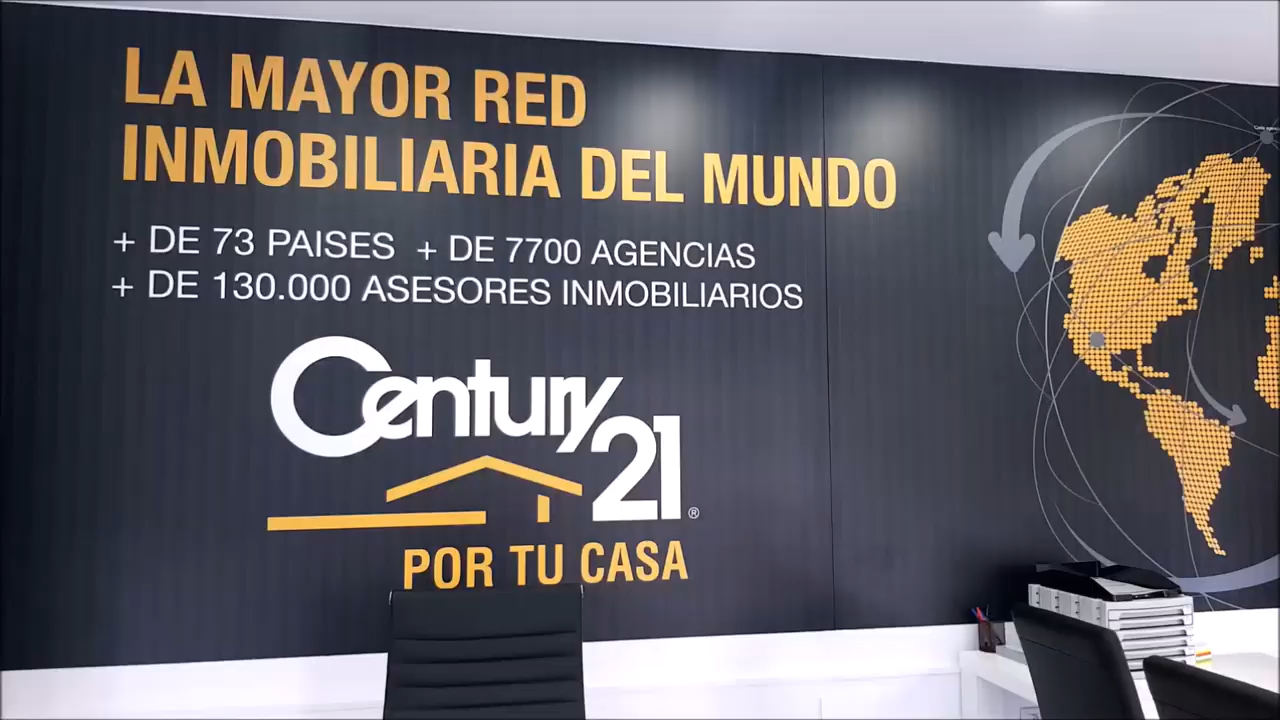 LA MAYOR RED
INMOBILIARIA DEL MUNDO
+ DE 73 PAISES + DE 7700 AGENCIAS
+ DE 130.000 ASESORES INMOBILIARIOS
Century
21®
POR TU CASA